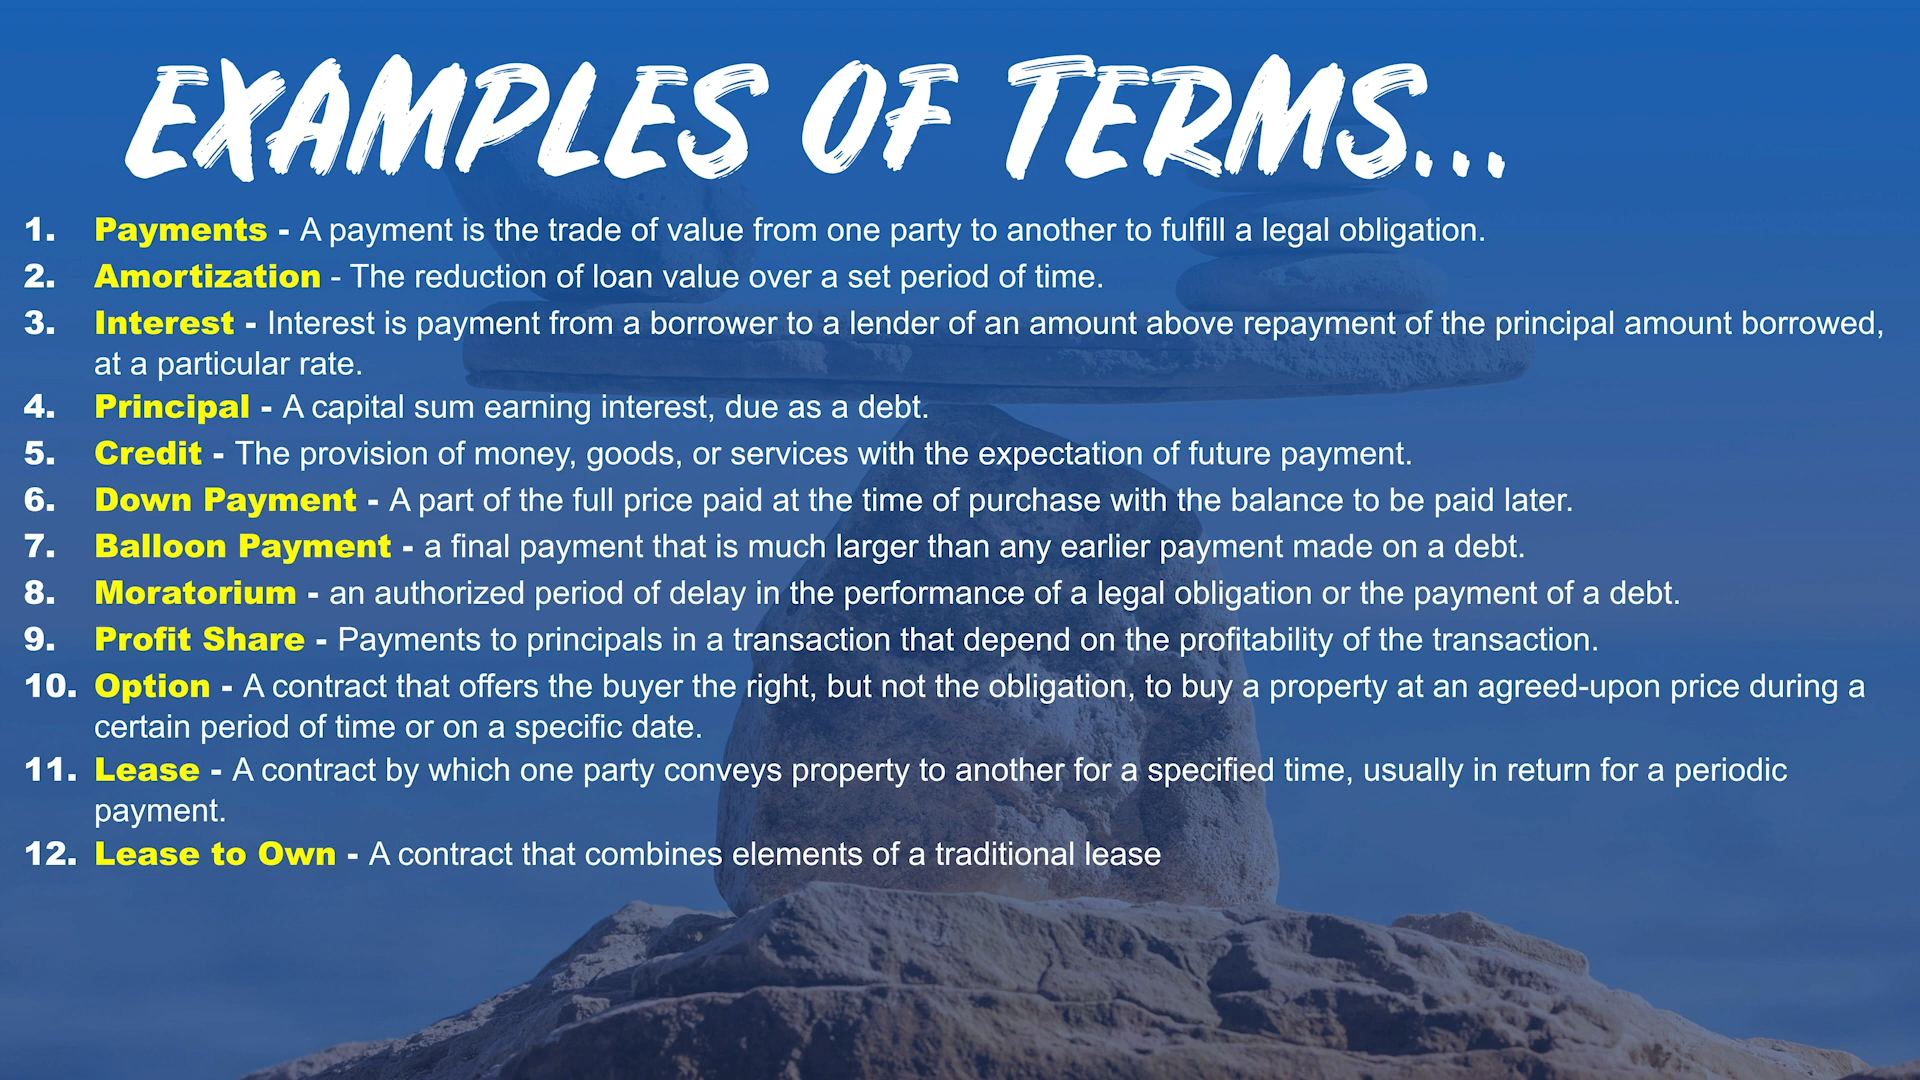 EXAMPLES OF TERMS...
1. Payments - A payment is the trade of value from one party to another to fulfill a legal obligation.
2. Amortization - The reduction of loan value over a set period of time.
3. Interest - Interest is payment from a borrower to a lender of an amount above repayment of the principal amount borrowed,
at a particular rate.
4. Principal - A capital sum earning interest, due as a debt.
5. Credit - The provision of money, goods, or services with the expectation of future payment.
6. Down Payment - A part of the full price paid at the time of purchase with the balance to be paid later.
7. Balloon Payment - a final payment that is much larger than any earlier payment made on a debt.
8. Moratorium - an authorized period of delay in the performance of a legal obligation or the payment of a debt.
9. Profit Share - Payments to principals in a transaction that depend on the profitability of the transaction.
10. Option - A contract that offers the buyer the right, but not the obligation, to buy a property at an agreed-upon price during a
certain period of time or on a specific date.
11. Lease - A contract by which one party conveys property to another for a specified time, usually in return for a periodic
payment.
12. Lease to Own - A contract that combines elements of a traditional lease